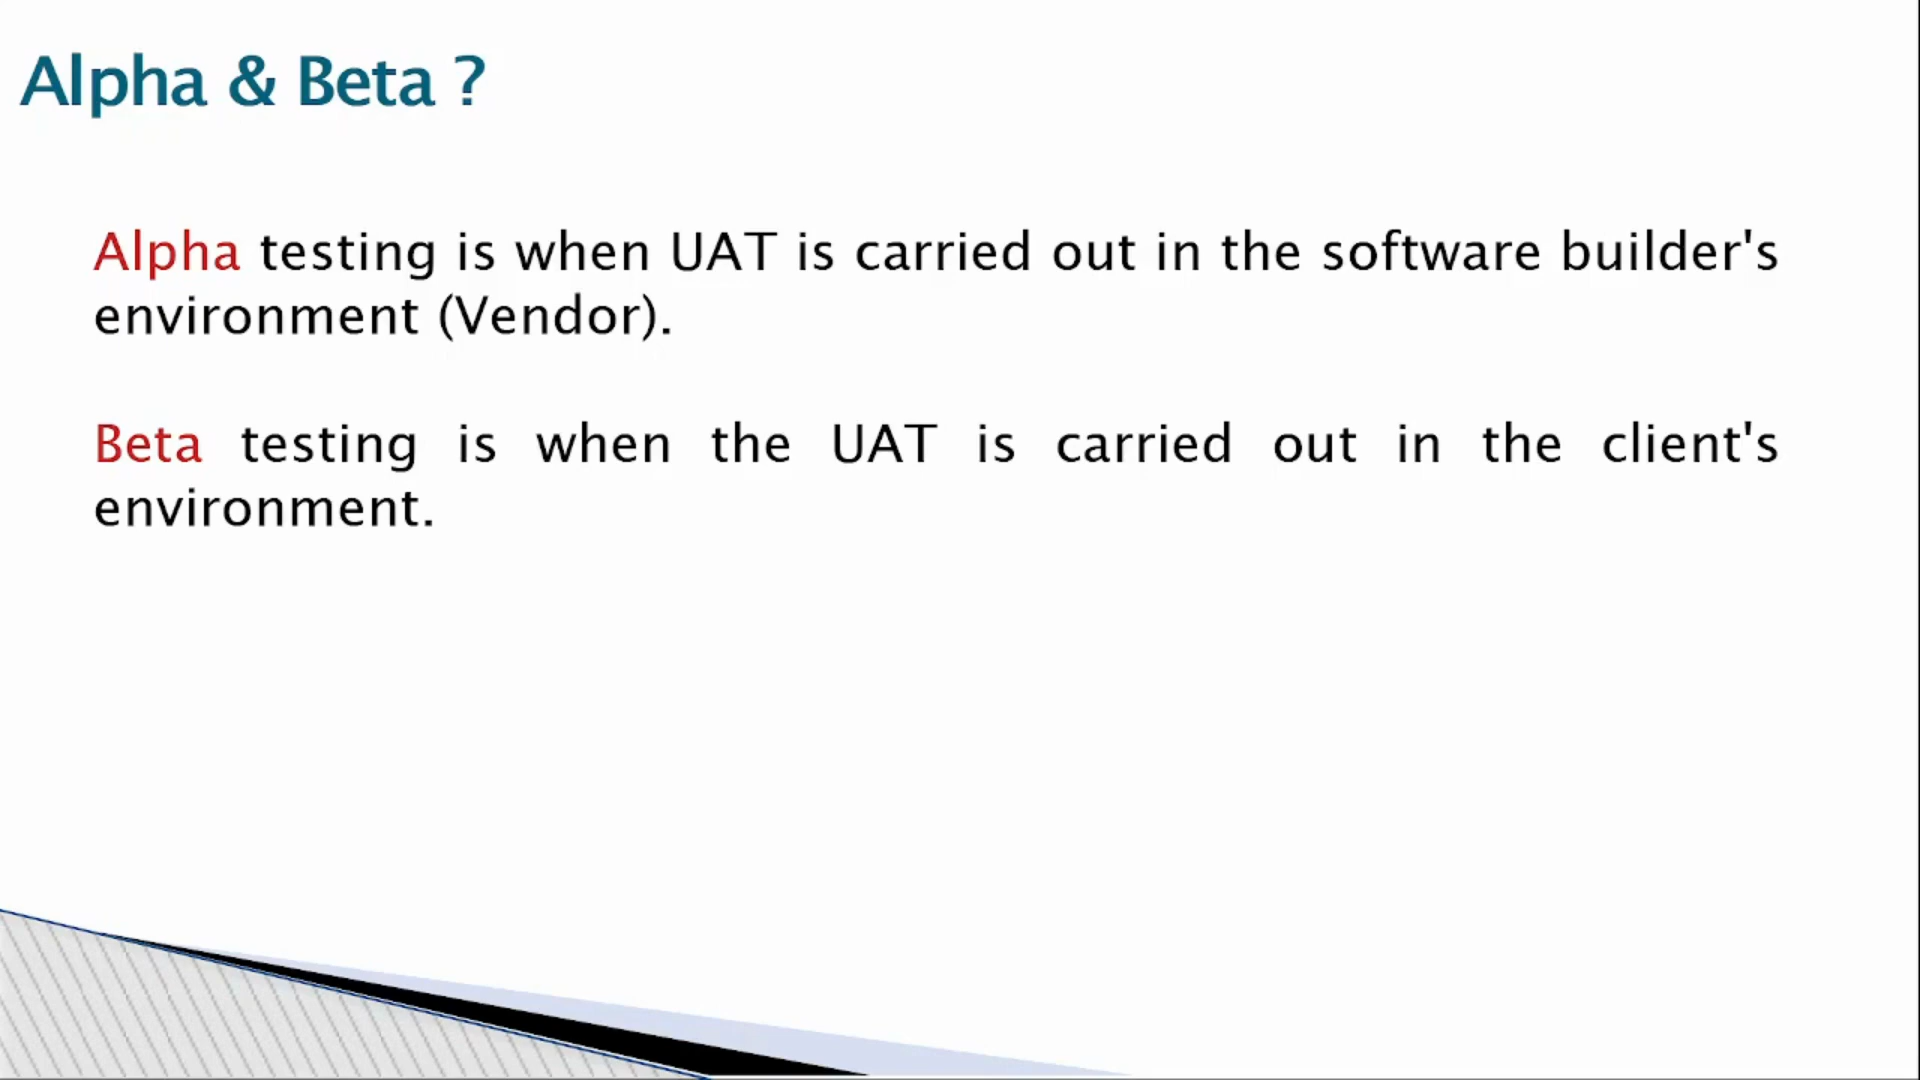 Alpha & Beta ?
Alpha testing is when UAT is carried out in the software builder's
environment (Vendor).
Beta testing is when the UAT is carried out in the client's
environment.